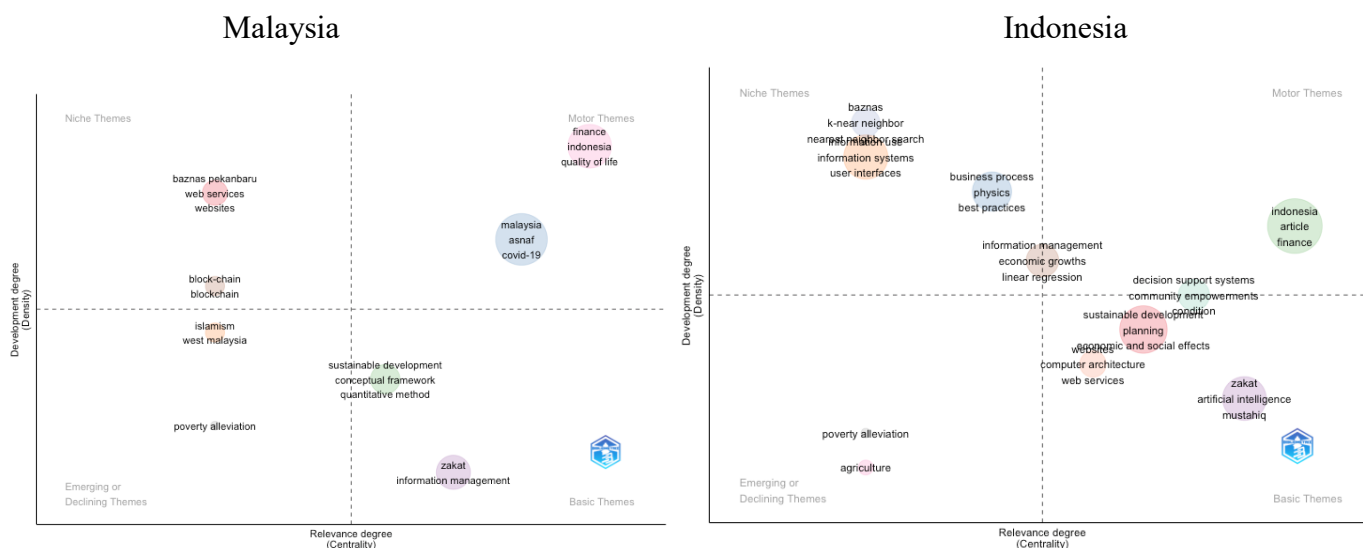 Malaysia
Niche Themes
Motor Themes
finance
indonesia
quality of life
baznas pekanbaru
web services
websites
malaysia
asnaf
covid-19
block-chain
blockchain
islamism
west malaysia
sustainable development
conceptual framework
quantitative method
poverty alleviation
zakat
information management
Emerging or
Declining Themes
Basic Themes
Development degree
(Density)
Relevance degree
(Centrality)
Indonesia
Niche Themes
Motor Themes
baznas
k-near neighbor
nearest neighbor search
information use
information systems
user interfaces
business process
physics
best practices
indonesia
article
finance
information management
economic growths
linear regression
decision support systems
community empowerments
condition
sustainable development
planning
economic and social effects
websites
computer architecture
web services
zakat
artificial intelligence
mustahiq
poverty alleviation
agriculture
Emerging or
Declining Themes
Basic Themes
Development degree
(Density)
Relevance degree
(Centrality)